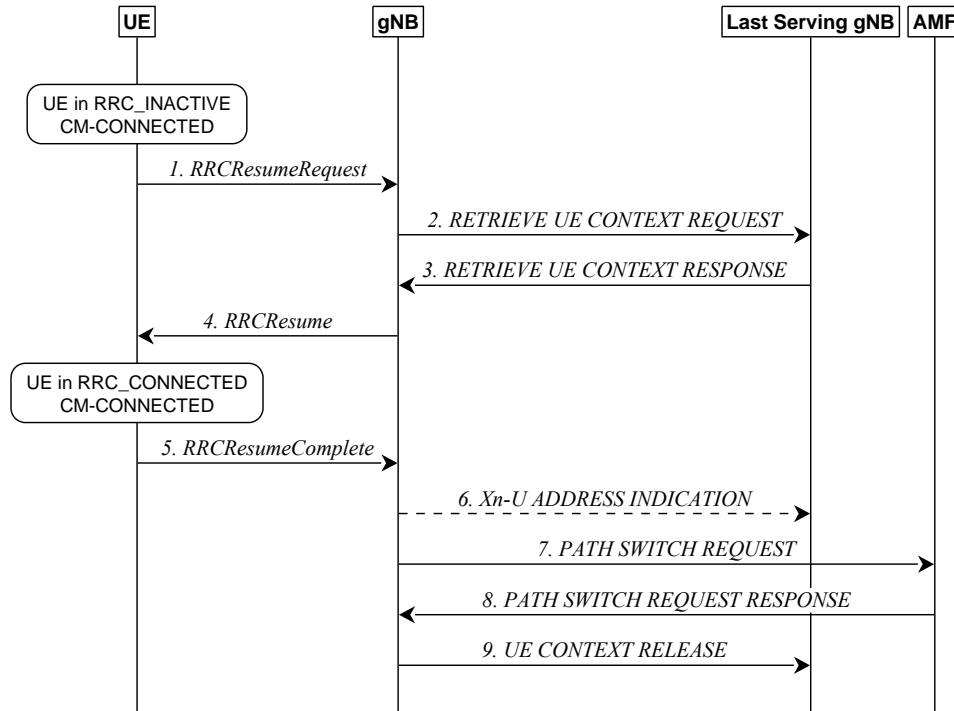 UE
gNB
Last Serving gNB
AMF
UE in RRC_INACTIVE
CM-CONNECTED
1. RRCResumeRequest
2. RETRIEVE UE CONTEXT REQUEST
3. RETRIEVE UE CONTEXT RESPONSE
4. RRCResume
UE in RRC_CONNECTED
CM-CONNECTED
5. RRCResumeComplete
6. Xn-U ADDRESS INDICATION
7. PATH SWITCH REQUEST
8. PATH SWITCH REQUEST RESPONSE
9. UE CONTEXT RELEASE